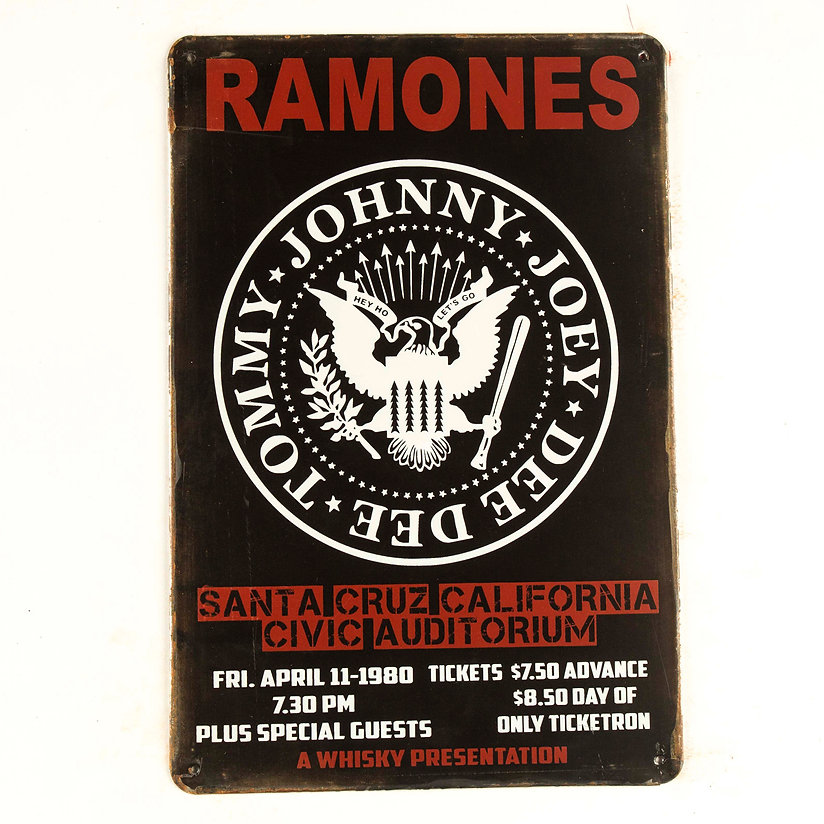 RAMONES
TOMMY ★ JOHNNY ★ JOEY ★ DEE DEE ★
HEY HO LET'S GO
SANTA CRUZ CALIFORNIA
CIVIC AUDITORIUM
FRI. APRIL 11-1980
7.30 PM
PLUS SPECIAL GUESTS
TICKETS $7.50 ADVANCE
$8.50 DAY OF
ONLY TICKETRON
A WHISKY PRESENTATION